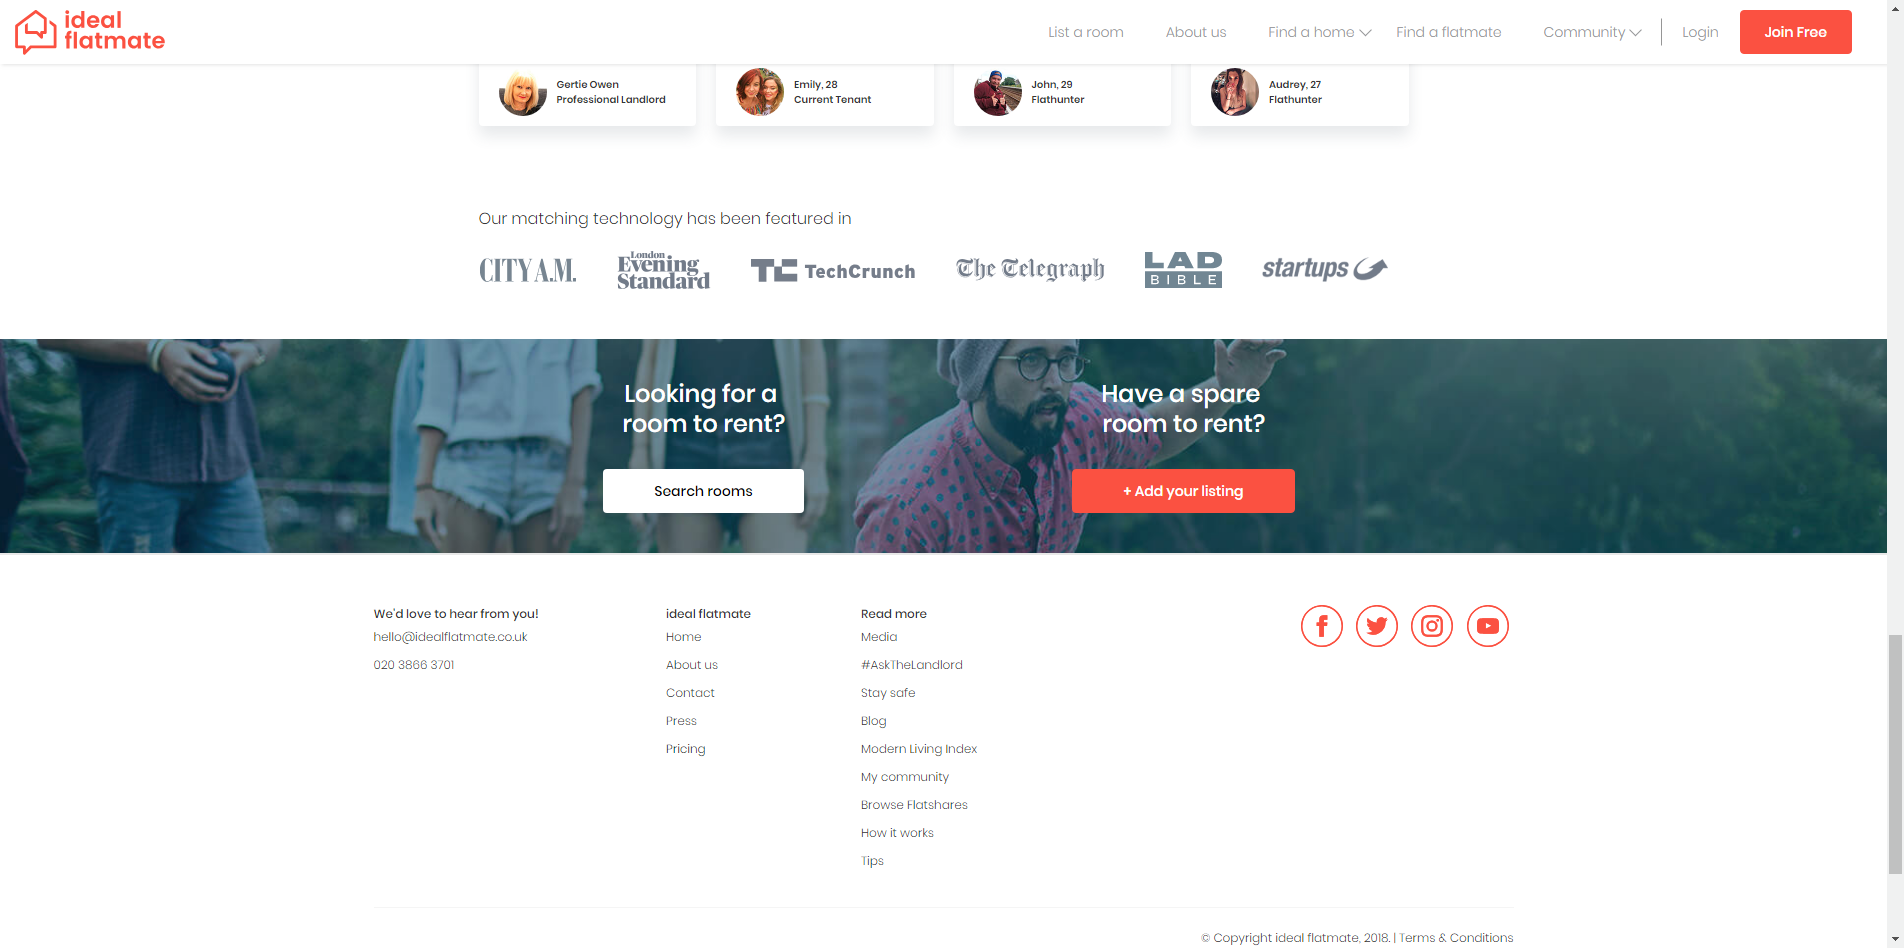 ideal
flatmate
List a room
About us
Find a home
Find a flatmate
Community
Login
Join Free
Gertie Owen
Professional Landlord
Emily, 28
Current Tenant
John, 29
Flathunter
Audrey, 27
Flathunter
Our matching technology has been featured in
CITY A.M.
London
Evening
Standard
TC TechCrunch
The Telegraph
LAD
BIBLE
startups
Looking for a
room to rent?
Search rooms
Have a spare
room to rent?
+ Add your listing
We'd love to hear from you!
hello@idealflatmate.co.uk
020 3866 3701
ideal flatmate
Home
About us
Contact
Press
Pricing
Read more
Media
#AskTheLandlord
Stay safe
Blog
Modern Living Index
My community
Browse Flatshares
How it works
Tips
© Copyright ideal flatmate, 2018. | Terms & Conditions